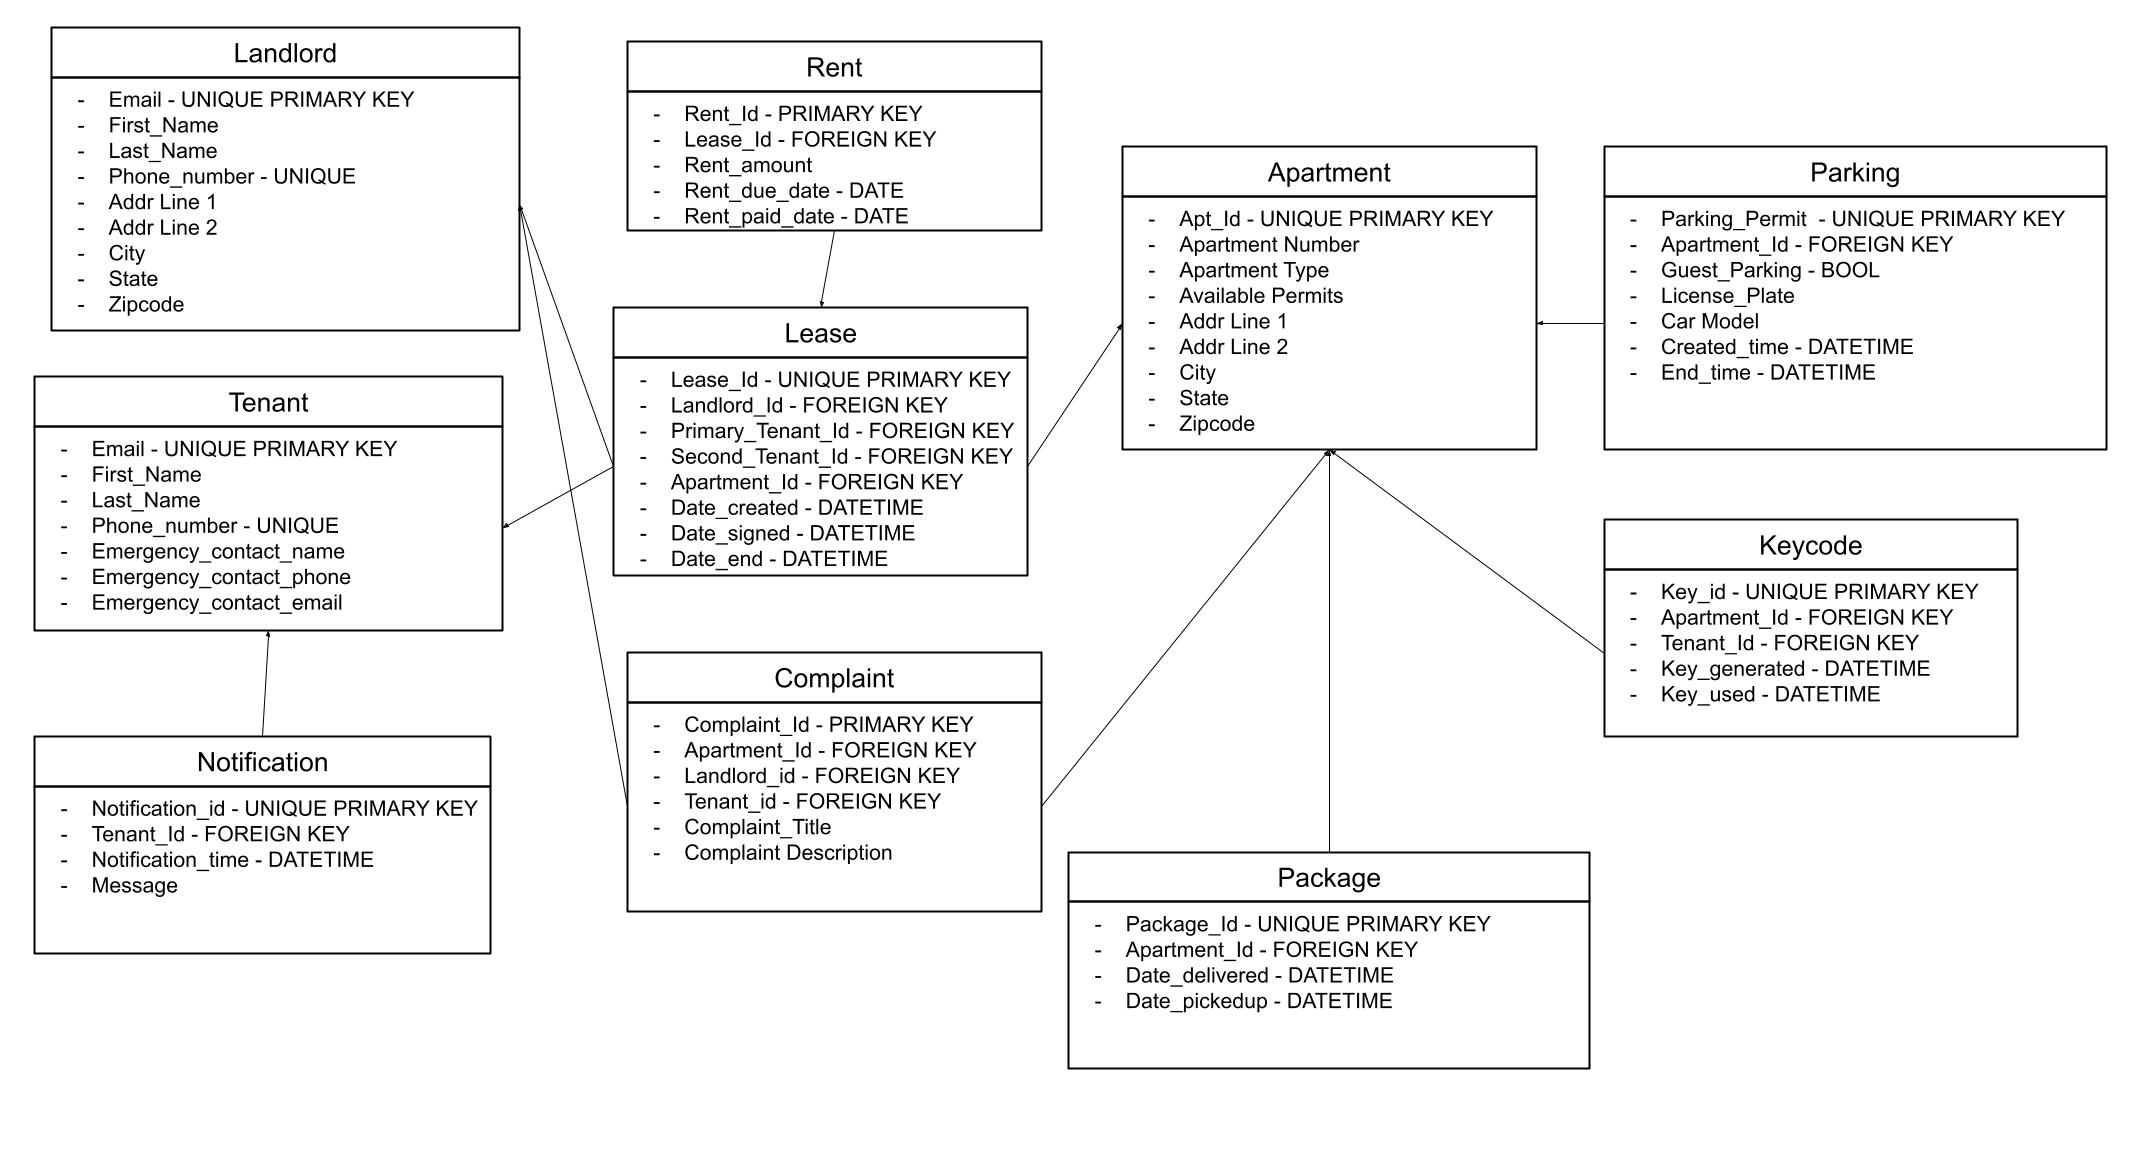 Landlord
- Email - UNIQUE PRIMARY KEY
- First_Name
- Last_Name
- Phone_number - UNIQUE
- Addr Line 1
- Addr Line 2
- City
- State
- Zipcode
Rent
- Rent_Id - PRIMARY KEY
- Lease_Id - FOREIGN KEY
- Rent_amount
- Rent_due_date - DATE
- Rent_paid_date - DATE
Apartment
- Apt_Id - UNIQUE PRIMARY KEY
- Apartment Number
- Apartment Type
- Available Permits
- Addr Line 1
- Addr Line 2
- City
- State
- Zipcode
Parking
- Parking_Permit - UNIQUE PRIMARY KEY
- Apartment_Id - FOREIGN KEY
- Guest_Parking - BOOL
- License_Plate
- Car Model
- Created_time - DATETIME
- End_time - DATETIME
Lease
- Lease_Id - UNIQUE PRIMARY KEY
- Landlord_Id - FOREIGN KEY
- Primary_Tenant_Id - FOREIGN KEY
- Second_Tenant_Id - FOREIGN KEY
- Apartment_Id - FOREIGN KEY
- Date_created - DATETIME
- Date_signed - DATETIME
- Date_end - DATETIME
Tenant
- Email - UNIQUE PRIMARY KEY
- First_Name
- Last_Name
- Phone_number - UNIQUE
- Emergency_contact_name
- Emergency_contact_phone
- Emergency_contact_email
Keycode
- Key_id - UNIQUE PRIMARY KEY
- Apartment_Id - FOREIGN KEY
- Tenant_Id - FOREIGN KEY
- Key_generated - DATETIME
- Key_used - DATETIME
Complaint
- Complaint_Id - PRIMARY KEY
- Apartment_Id - FOREIGN KEY
- Landlord_id - FOREIGN KEY
- Tenant_id - FOREIGN KEY
- Complaint_Title
- Complaint Description
Notification
- Notification_id - UNIQUE PRIMARY KEY
- Tenant_Id - FOREIGN KEY
- Notification_time - DATETIME
- Message
Package
- Package_Id - UNIQUE PRIMARY KEY
- Apartment_Id - FOREIGN KEY
- Date_delivered - DATETIME
- Date_pickedup - DATETIME